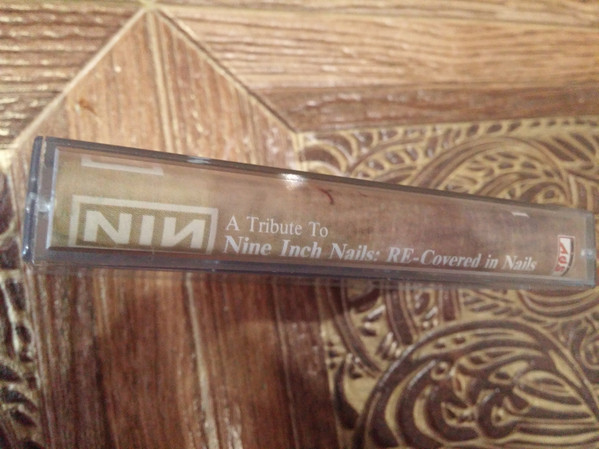 NIN
A Tribute To
Nine Inch Nails: RE-Covered in Nails